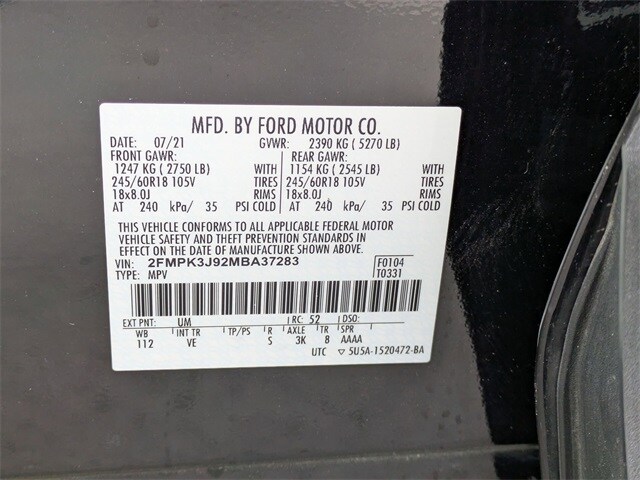 MFD. BY FORD MOTOR CO.
DATE: 07/21 GVWR: 2390 KG ( 5270 LB)
FRONT GAWR: REAR GAWR:
1247 KG ( 2750 LB) WITH 1154 KG ( 2545 LB) WITH
245/60R18 105V TIRES 245/60R18 105V TIRES
18x8.0J RIMS 18x8.0J RIMS
AT 240 kPa/ 35 PSI COLD AT 240 kPa/ 35 PSI COLD
THIS VEHICLE CONFORMS TO ALL APPLICABLE FEDERAL MOTOR
VEHICLE SAFETY AND THEFT PREVENTION STANDARDS IN
EFFECT ON THE DATE OF MANUFACTURE SHOWN ABOVE.
VIN: 2FMPK3J92MBA37283 F0104
TYPE: MPV T0331
EXT PNT: UM RC: 52 DSO:
WB INT TR TP/PS R AXLE TR SPR
112 VE S 3K 8 AAAA
UTC ▽ 5U5A-1520472-BA